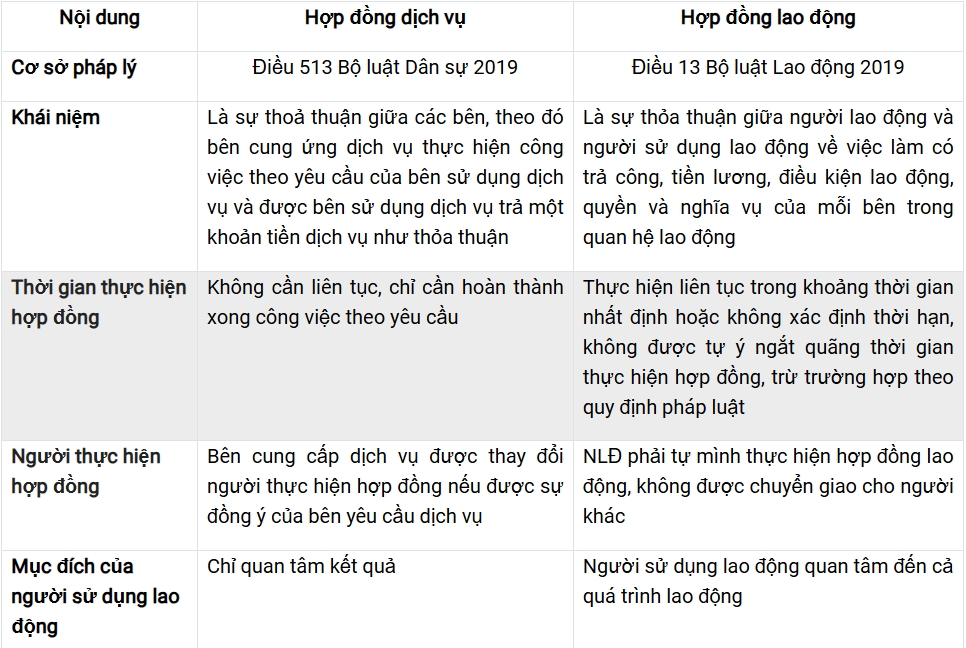 Nội dung
Hợp đồng dịch vụ
Hợp đồng lao động
Cơ sở pháp lý
Điều 513 Bộ luật Dân sự 2019
Điều 13 Bộ luật Lao động 2019
Khái niệm
Là sự thoả thuận giữa các bên, theo đó
bên cung ứng dịch vụ thực hiện công
việc theo yêu cầu của bên sử dụng dịch
vụ và được bên sử dụng dịch vụ trả một
khoản tiền dịch vụ như thỏa thuận
Là sự thỏa thuận giữa người lao động và
người sử dụng lao động về việc làm có
trả công, tiền lương, điều kiện lao động,
quyền và nghĩa vụ của mỗi bên trong
quan hệ lao động
Thời gian thực hiện
hợp đồng
Không cần liên tục, chỉ cần hoàn thành
xong công việc theo yêu cầu
Thực hiện liên tục trong khoảng thời gian
nhất định hoặc không xác định thời hạn,
không được tự ý ngắt quãng thời gian
thực hiện hợp đồng, trừ trường hợp theo
quy định pháp luật
Người thực hiện
hợp đồng
Bên cung cấp dịch vụ được thay đổi
người thực hiện hợp đồng nếu được sự
đồng ý của bên yêu cầu dịch vụ
NLĐ phải tự mình thực hiện hợp đồng lao
động, không được chuyển giao cho người
khác
Mục đích của
người sử dụng lao
động
Chỉ quan tâm kết quả
Người sử dụng lao động quan tâm đến cả
quá trình lao động